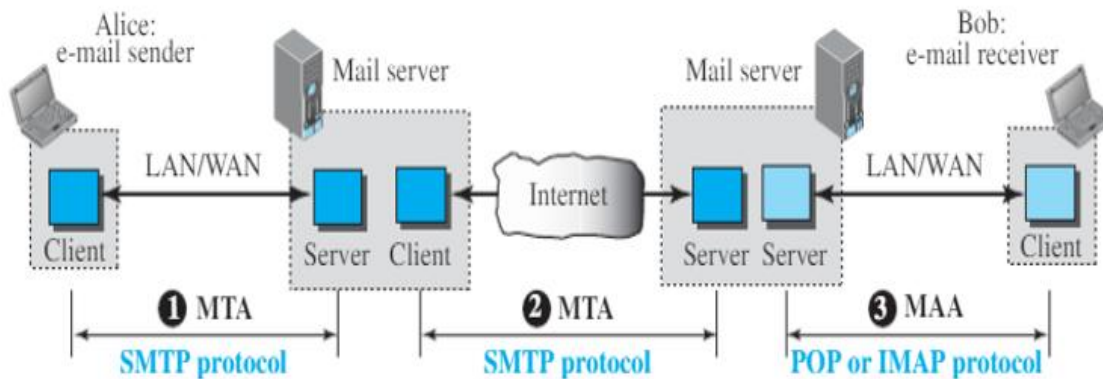 Alice:
e-mail sender
Bob:
e-mail receiver
Mail server
Mail server
LAN/WAN
Internet
LAN/WAN
Client
Server
Client
Server
Server
Client
1 MTA
2 MTA
3 MAA
SMTP protocol
SMTP protocol
POP or IMAP protocol